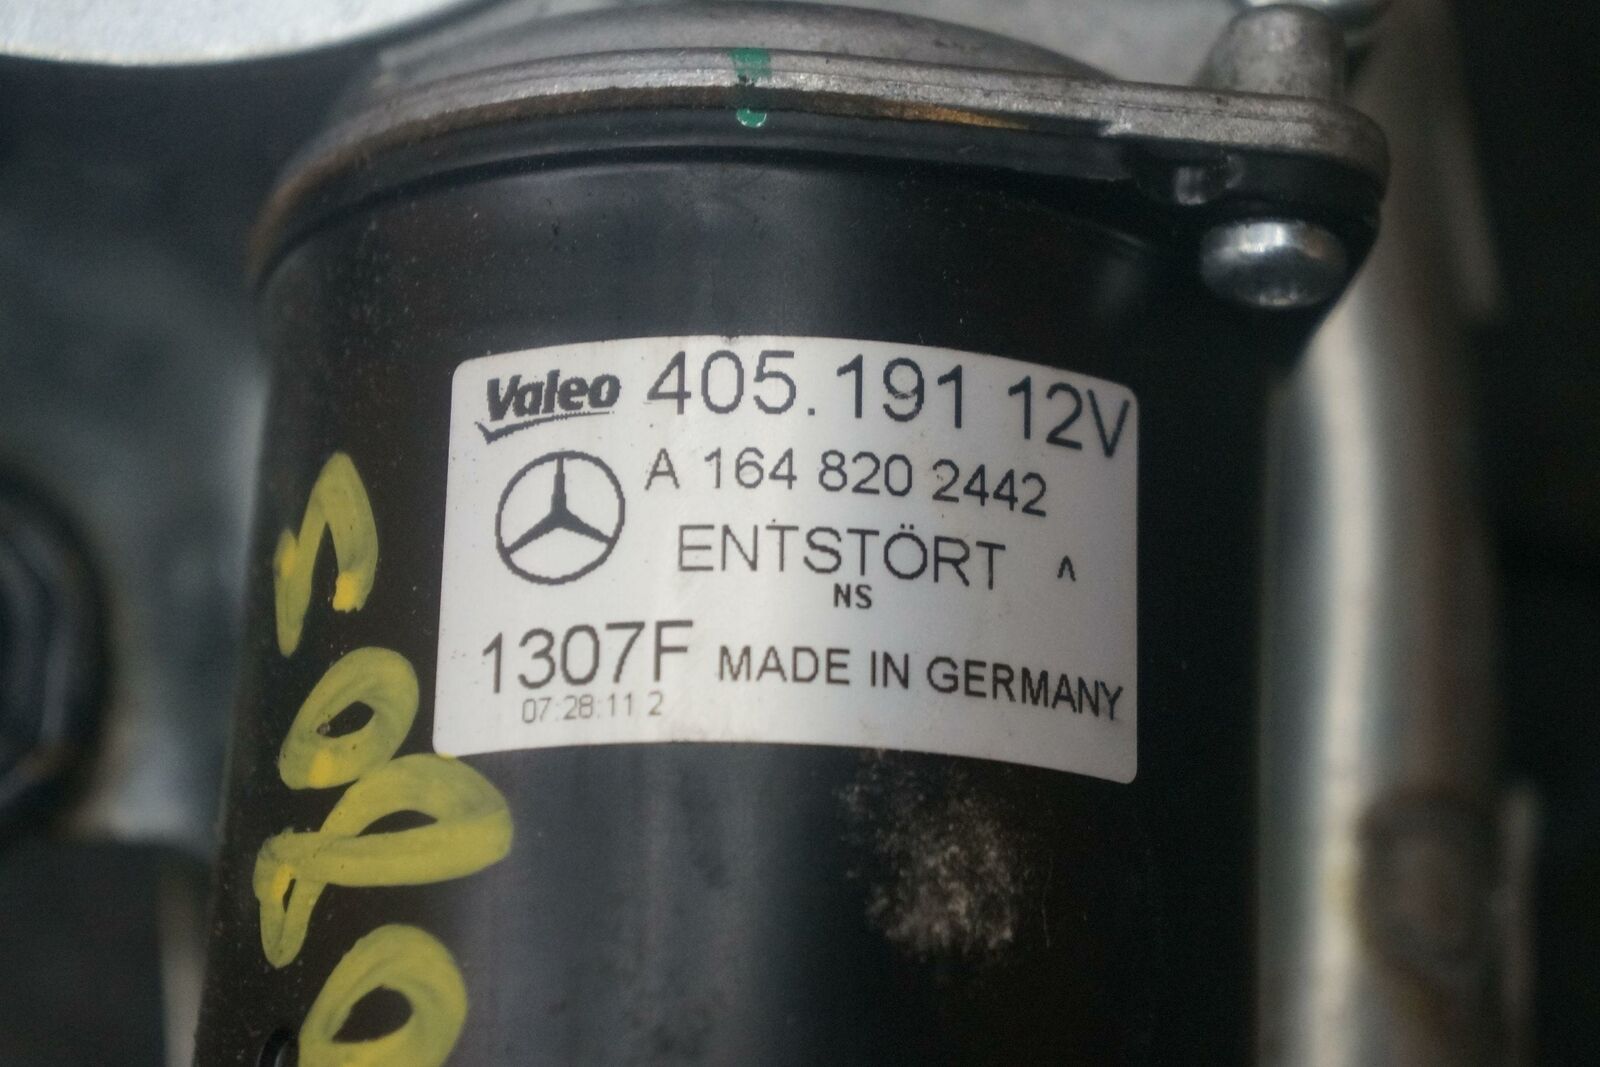 Valeo 405.191 12V
A 164 820 2442
ENTSTÖRT ^
NS
1307F MADE IN GERMANY
07:28:11 2